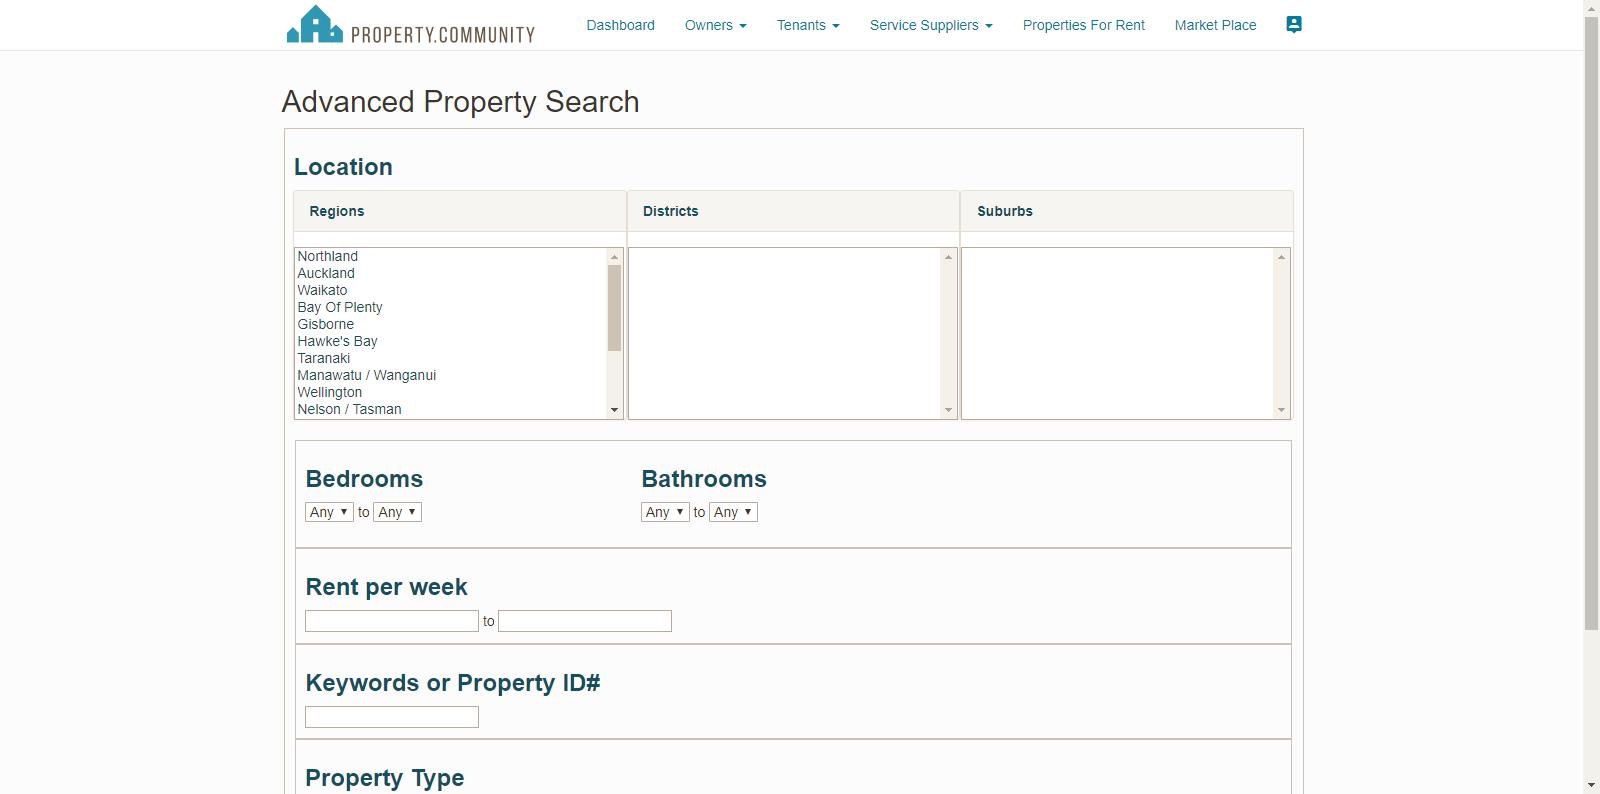 PROPERTY.COMMUNITY
Dashboard Owners Tenants Service Suppliers Properties For Rent Market Place
Advanced Property Search
Location
Regions Districts Suburbs
Northland
Auckland
Waikato
Bay Of Plenty
Gisborne
Hawke's Bay
Taranaki
Manawatu / Wanganui
Wellington
Nelson / Tasman
Bedrooms Bathrooms
Any to Any Any to Any
Rent per week
to
Keywords or Property ID#
Property Type